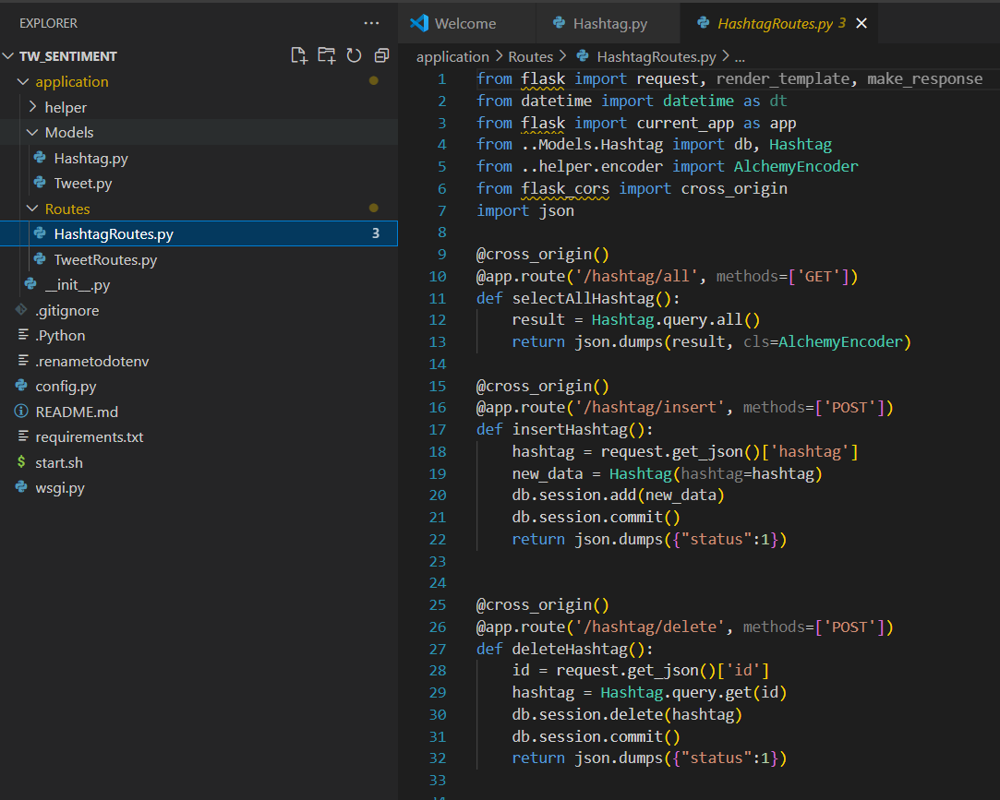 EXPLORER
TW_SENTIMENT
application
helper
Models
Hashtag.py
Tweet.py
Routes
HashtagRoutes.py 3
TweetRoutes.py
__init__.py
.gitignore
.Python
.renametodotenv
config.py
README.md
requirements.txt
$ start.sh
wsgi.py
Welcome
Hashtag.py
HashtagRoutes.py 3
application > Routes > HashtagRoutes.py > ...
1 from flask import request, render_template, make_response
2 from datetime import datetime as dt
3 from flask import current_app as app
4 from ..Models.Hashtag import db, Hashtag
5 from ..helper.encoder import AlchemyEncoder
6 from flask_cors import cross_origin
7 import json
8
9 @cross_origin()
10 @app.route('/hashtag/all', methods=['GET'])
11 def selectAllHashtag():
12     result = Hashtag.query.all()
13     return json.dumps(result, cls=AlchemyEncoder)
14
15 @cross_origin()
16 @app.route('/hashtag/insert', methods=['POST'])
17 def insertHashtag():
18     hashtag = request.get_json()['hashtag']
19     new_data = Hashtag(hashtag=hashtag)
20     db.session.add(new_data)
21     db.session.commit()
22     return json.dumps({"status":1})
23
24
25 @cross_origin()
26 @app.route('/hashtag/delete', methods=['POST'])
27 def deleteHashtag():
28     id = request.get_json()['id']
29     hashtag = Hashtag.query.get(id)
30     db.session.delete(hashtag)
31     db.session.commit()
32     return json.dumps({"status":1})
33